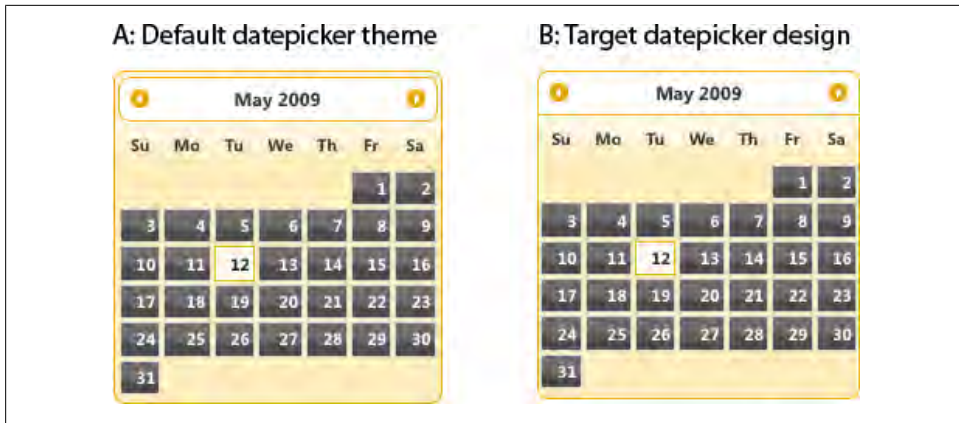 A: Default datepicker theme
May 2009
Su Mo Tu We Th Fr Sa
1 2
3 4 5 6 7 8 9
10 11 12 13 14 15 16
17 18 19 20 21 22 23
24 25 26 27 28 29 30
31
B: Target datepicker design
May 2009
Su Mo Tu We Th Fr Sa
1 2
3 4 5 6 7 8 9
10 11 12 13 14 15 16
17 18 19 20 21 22 23
24 25 26 27 28 29 30
31